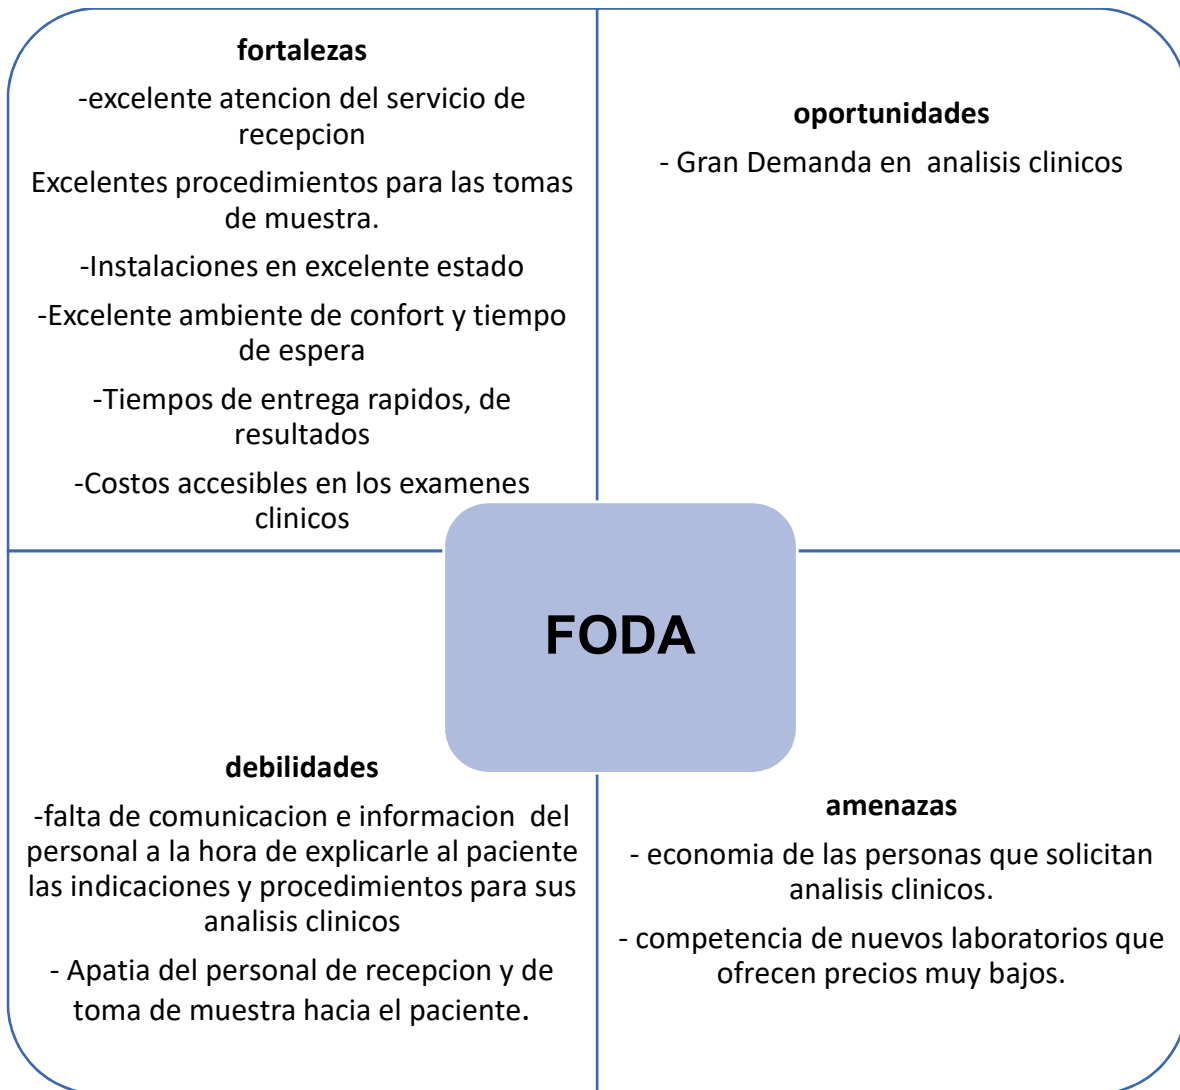 fortalezas
-excelente atencion del servicio de
recepcion
Excelentes procedimientos para las tomas
de muestra.
-Instalaciones en excelente estado
-Excelente ambiente de confort y tiempo
de espera
-Tiempos de entrega rapidos, de
resultados
-Costos accesibles en los examenes
clinicos
oportunidades
- Gran Demanda en  analisis clinicos
FODA
debilidades
-falta de comunicacion e informacion  del
personal a la hora de explicarle al paciente
las indicaciones y procedimientos para sus
analisis clinicos
- Apatia del personal de recepcion y de
toma de muestra hacia el paciente.
amenazas
- economia de las personas que solicitan
analisis clinicos.
- competencia de nuevos laboratorios que
ofrecen precios muy bajos.